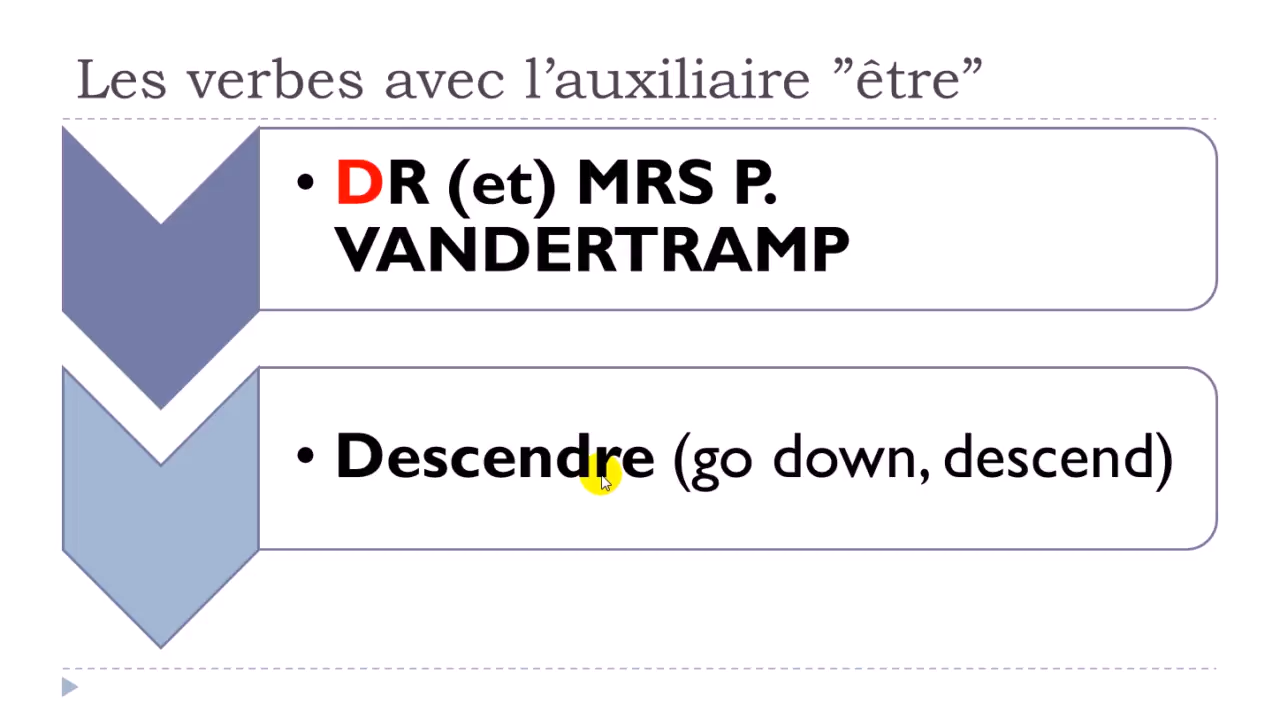 Les verbes avec l’auxiliaire ”être”
• DR (et) MRS P.
VANDERTRAMP
• Descendre (go down, descend)